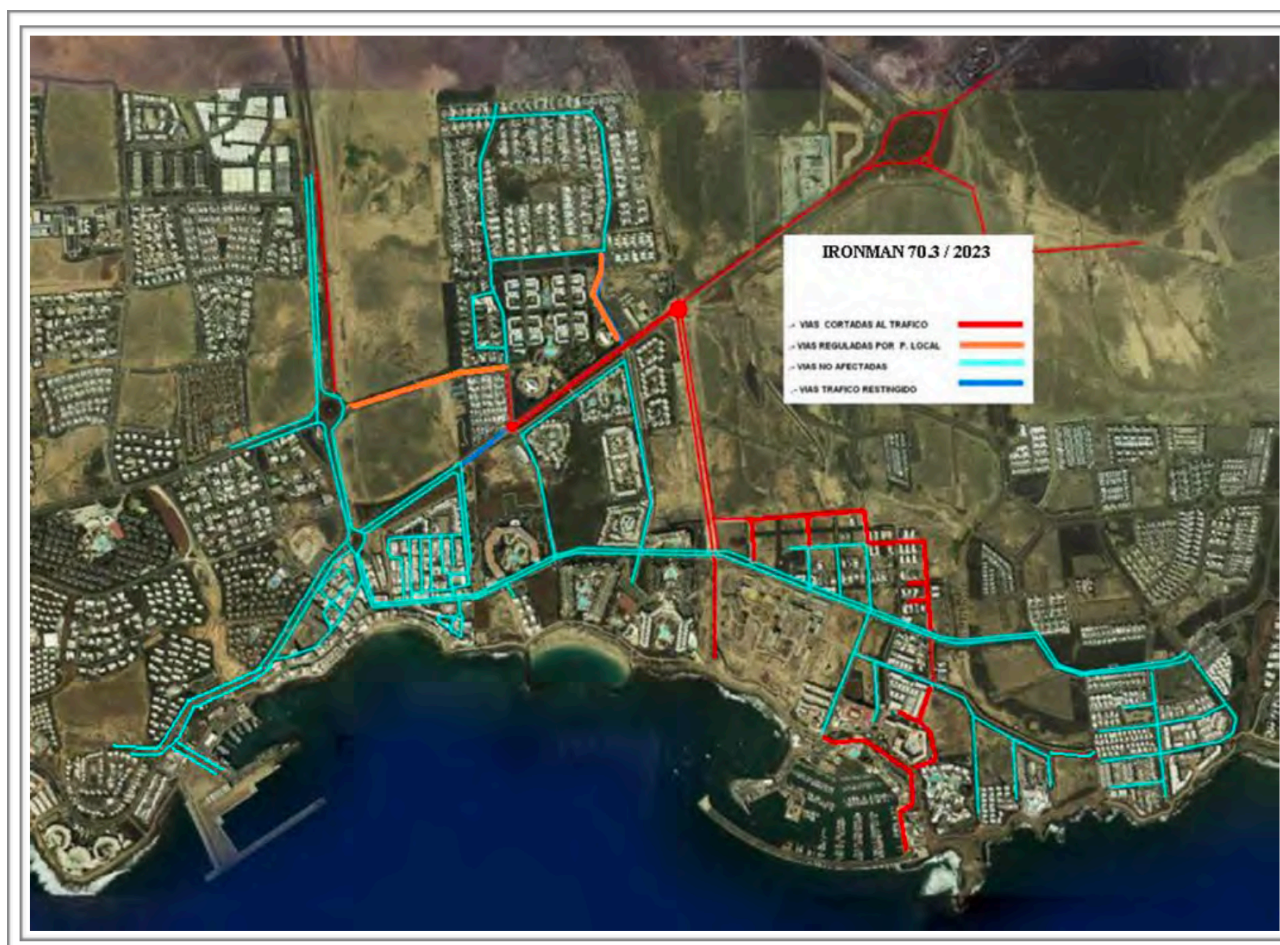 IRONMAN 70.3 / 2023
.- VIAS CORTADAS AL TRAFICO
.- VIAS REGULADAS POR P. LOCAL
.- VIAS NO AFECTADAS
.- VIAS TRAFICO RESTINGIDO